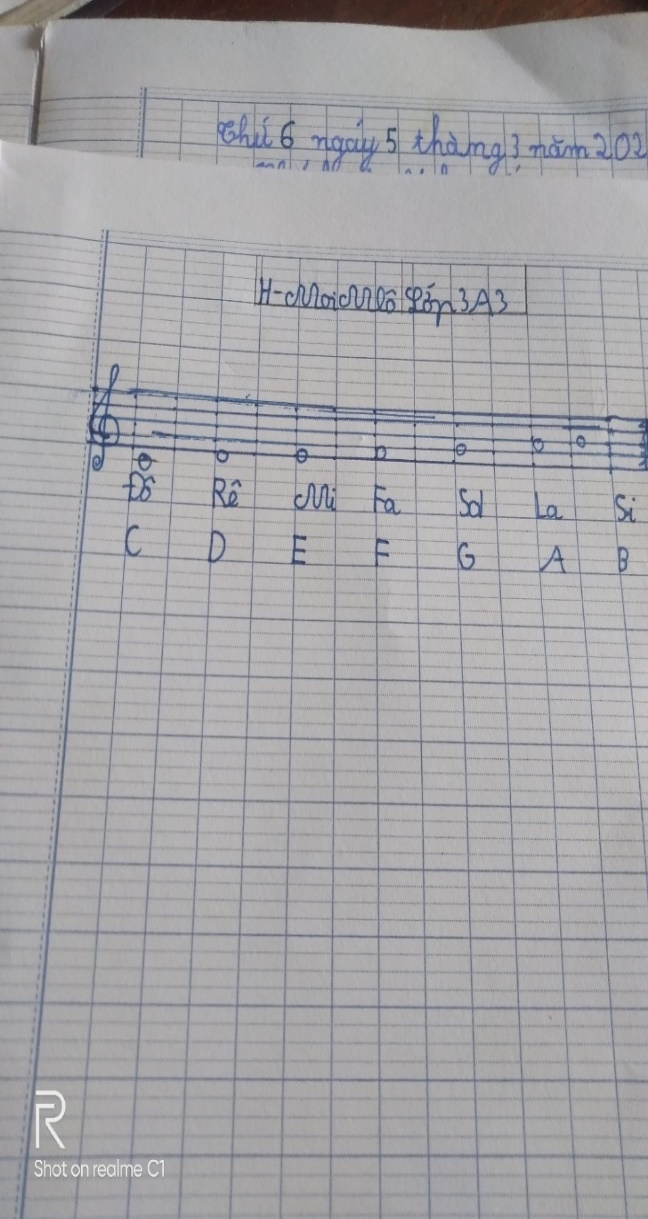 Thứ 6 ngày 5 tháng 3 năm 202
H-MaiMlô Lớp 3A3
Đô Rê Mi Fa Sol La Si
C D E F G A B
R
Shot on realme C1